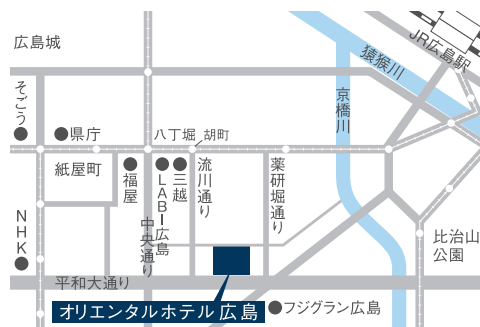 広島城
JR広島駅
猿猴川
京橋川
そごう
県庁
八丁堀
胡町
紙屋町
福屋
LABI広島
三越
流川通り
薬研堀通り
中央通り
NHK
比治山
公園
平和大通り
オリエンタルホテル広島
フジグラン広島